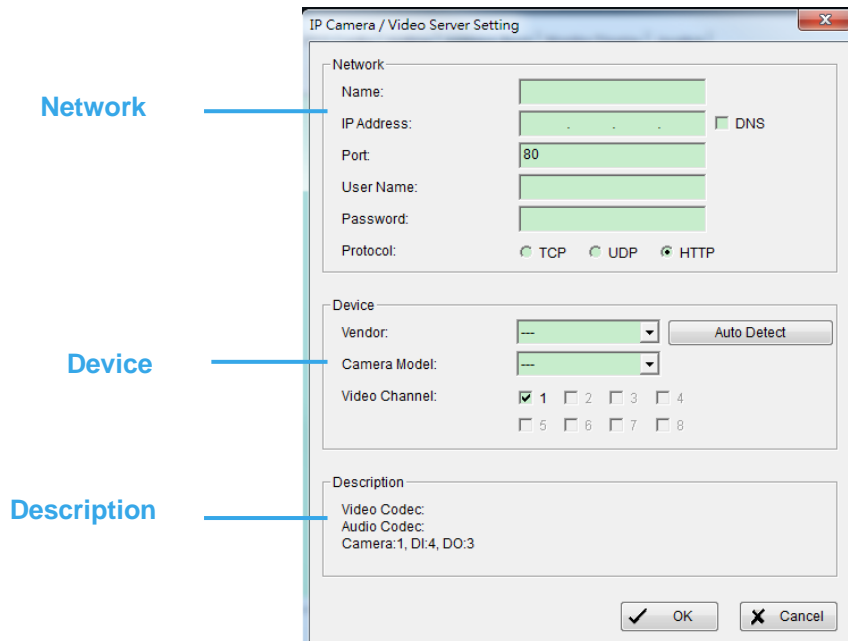 IP Camera / Video Server Setting
Network
Network
Name:
IP Address: . . . DNS
Port: 80
User Name:
Password:
Protocol: TCP UDP HTTP
Device
Device
Vendor: --- Auto Detect
Camera Model: ---
Video Channel: 1 2 3 4
5 6 7 8
Description
Description
Video Codec:
Audio Codec:
Camera:1, DI:4, DO:3
OK Cancel